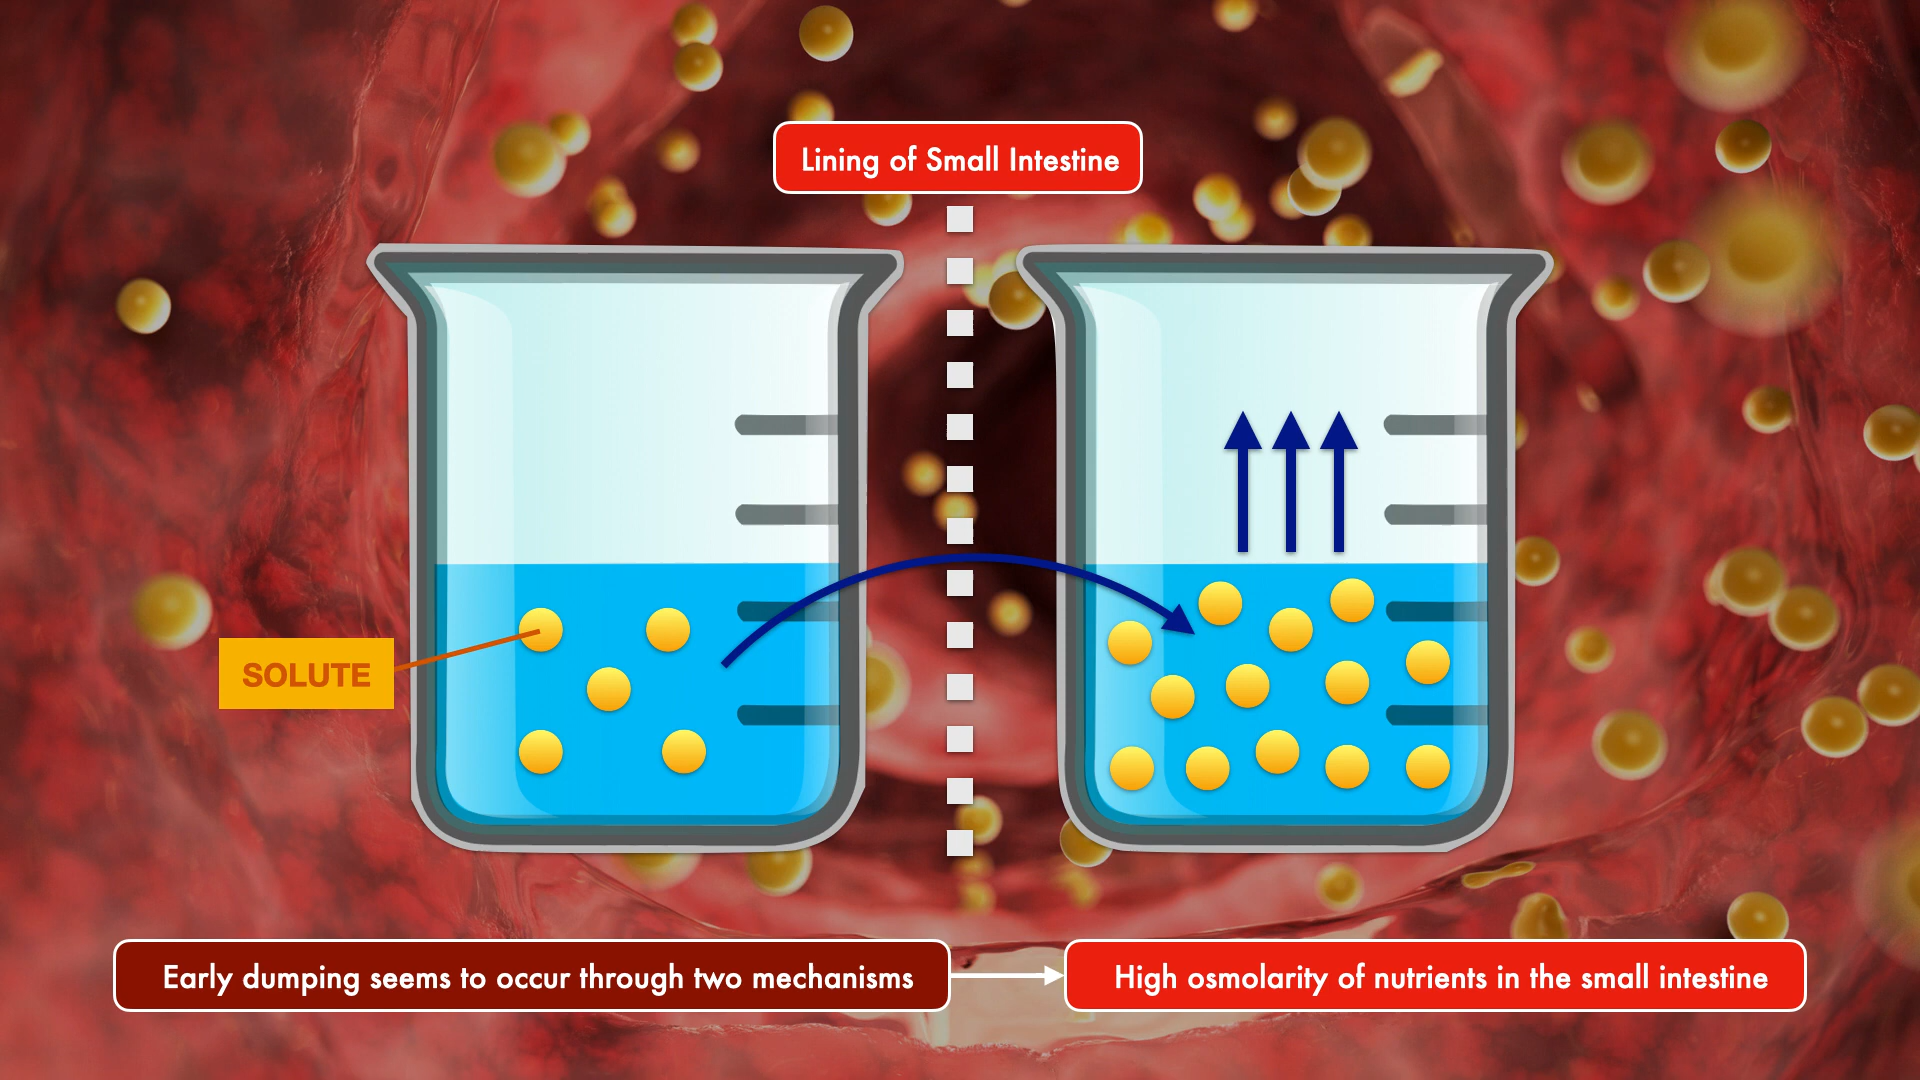 Lining of Small Intestine
SOLUTE
Early dumping seems to occur through two mechanisms
High osmolarity of nutrients in the small intestine